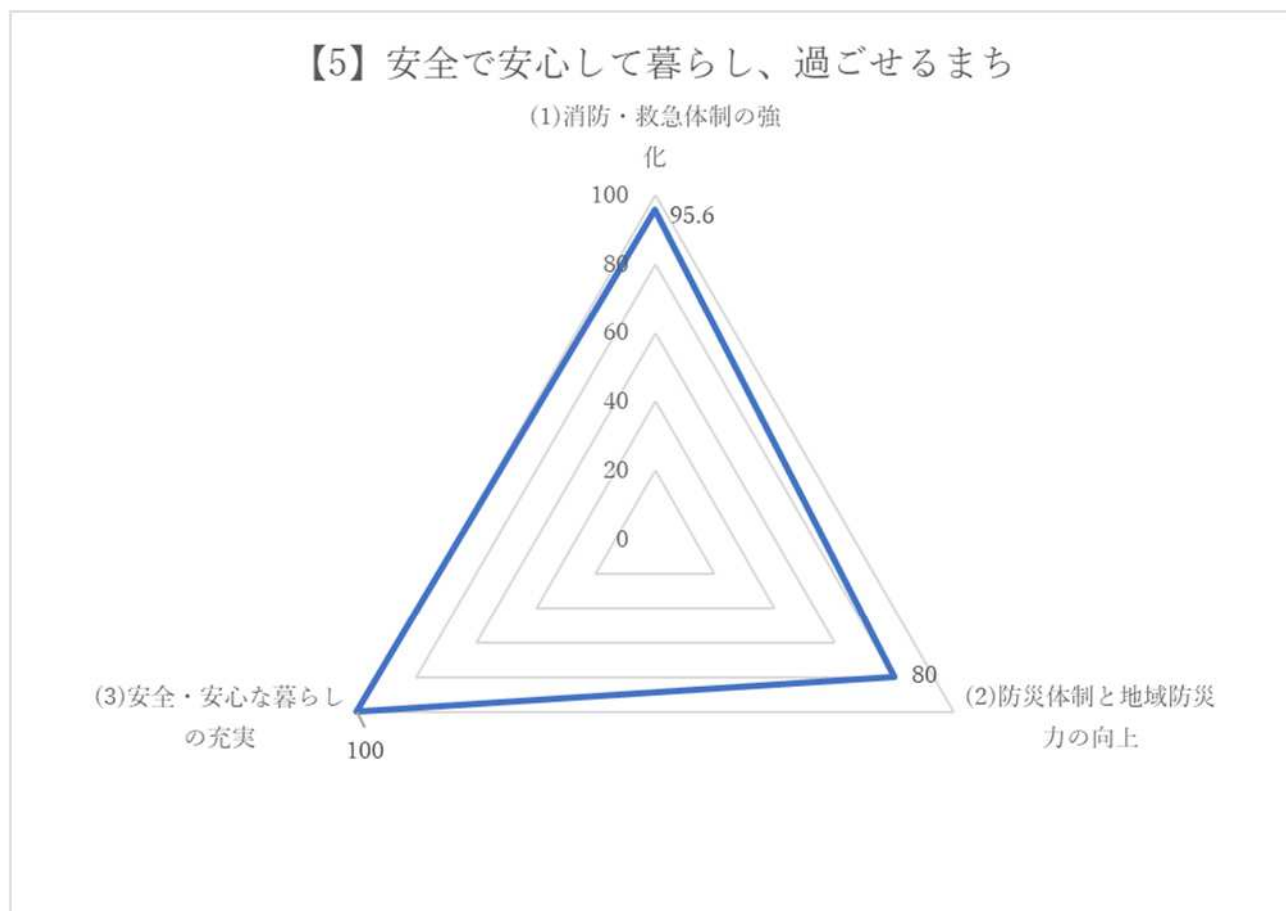 【5】安全で安心して暮らし、過ごせるまち
(1)消防・救急体制の強
化
100
95.6
80
60
40
20
0
80
(2)防災体制と地域防災
力の向上
(3)安全・安心な暮らし
の充実
100